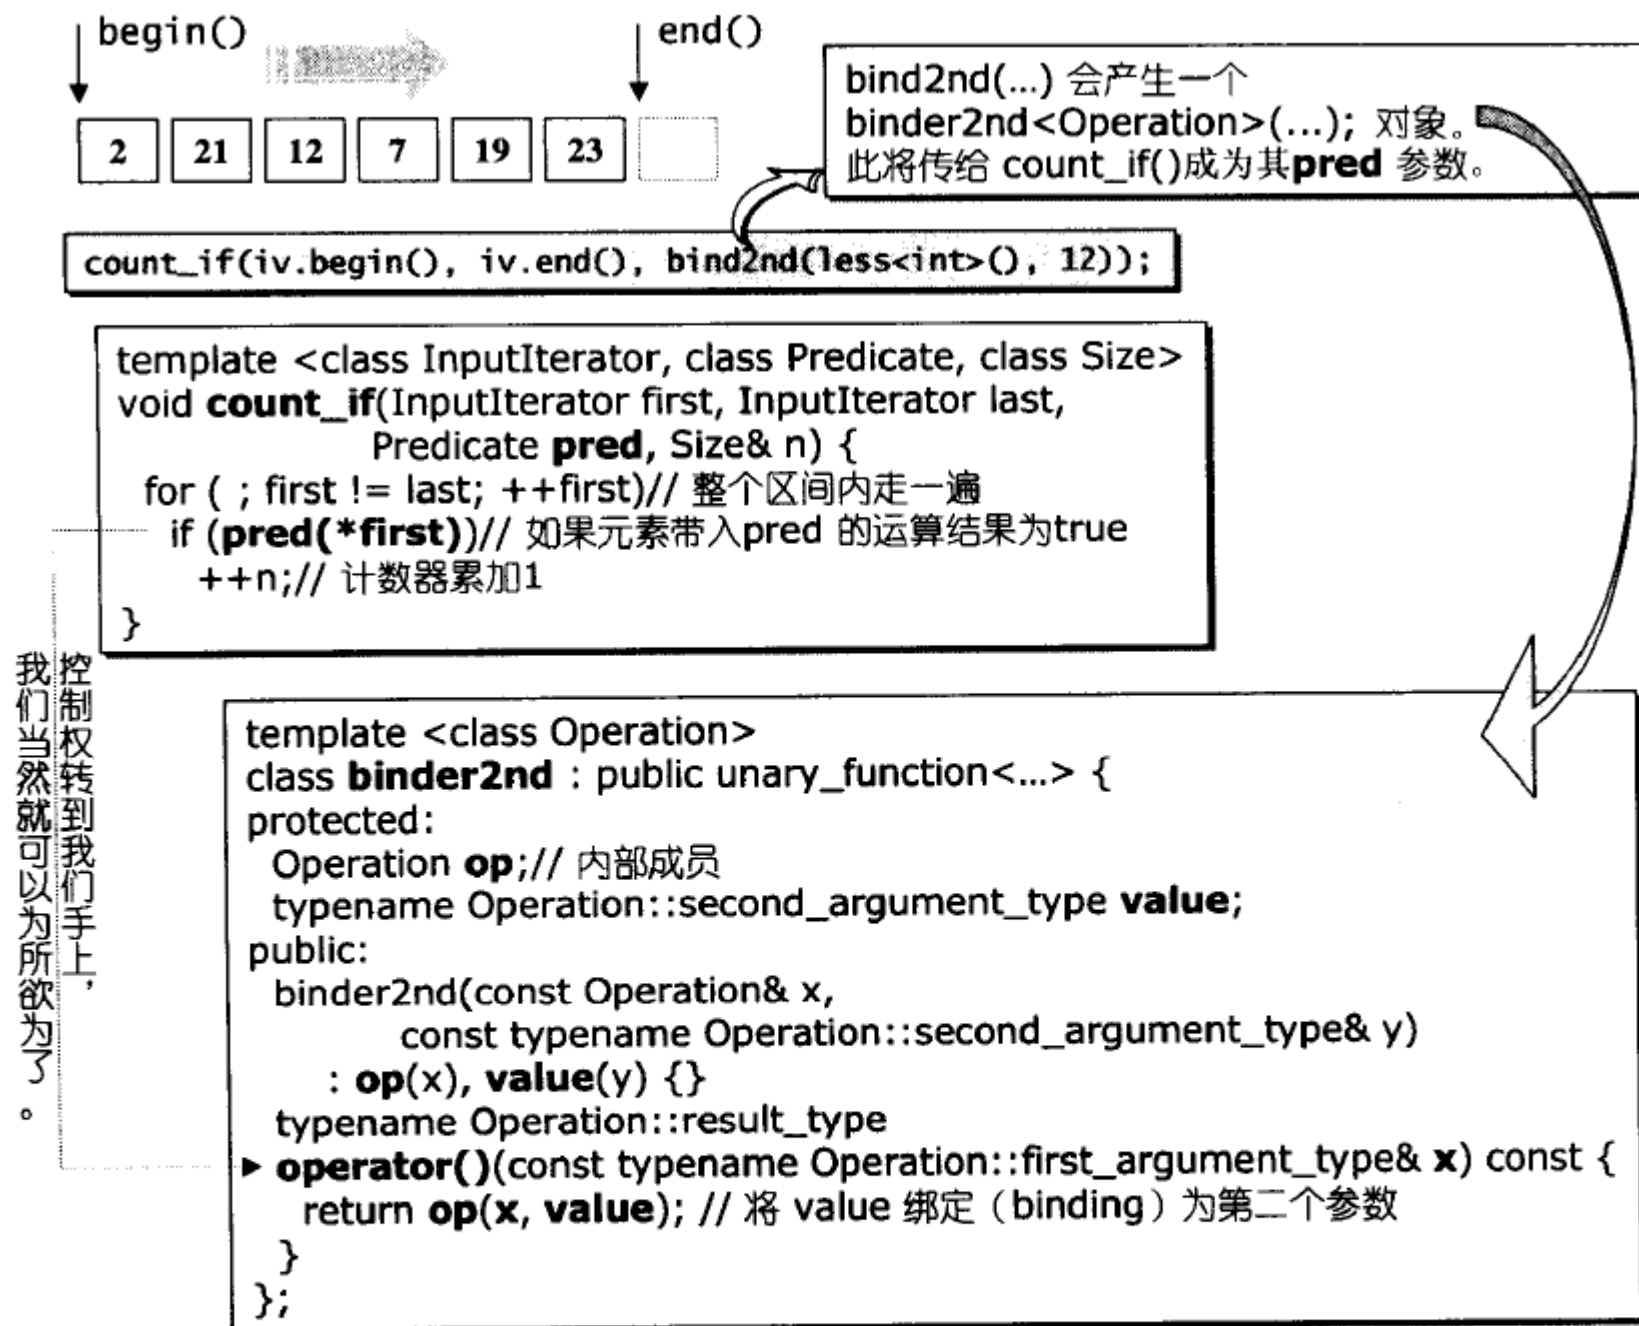 begin()
end()
2 21 12 7 19 23
bind2nd(...) 会产生一个
binder2nd<Operation>(...); 对象。
此将传给 count_if()成为其pred 参数。
count_if(iv.begin(), iv.end(), bind2nd(less<int>(), 12));
template <class InputIterator, class Predicate, class Size>
void count_if(InputIterator first, InputIterator last,
Predicate pred, Size& n) {
for ( ; first != last; ++first)// 整个区间内走一遍
if (pred(*first))// 如果元素带入pred 的运算结果为true
++n;// 计数器累加1
}
控制权转到我们手上，
我们当然就可以为所欲为了。
template <class Operation>
class binder2nd : public unary_function<...> {
protected:
Operation op;// 内部成员
typename Operation::second_argument_type value;
public:
binder2nd(const Operation& x,
const typename Operation::second_argument_type& y)
: op(x), value(y) {}
typename Operation::result_type
operator()(const typename Operation::first_argument_type& x) const {
return op(x, value); // 将 value 绑定（binding）为第二个参数
}
};